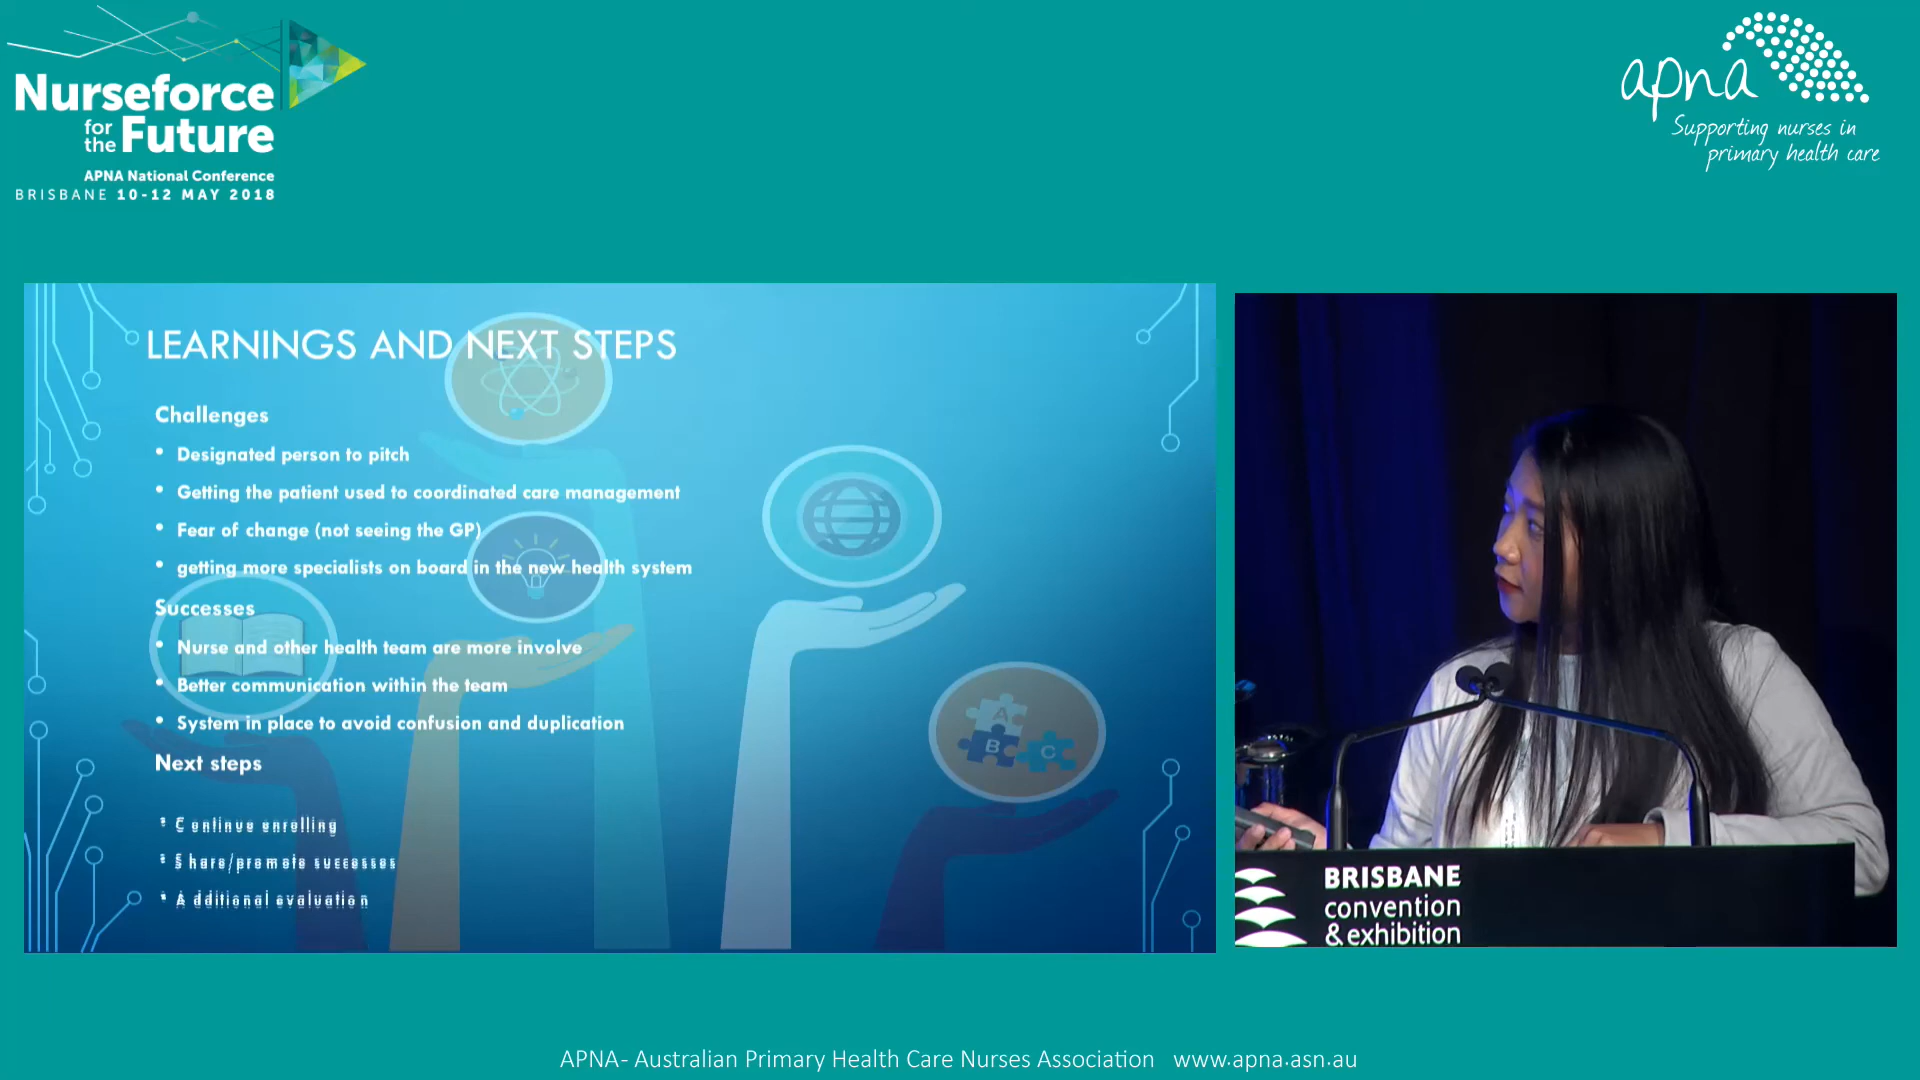 Nurseforce
for the Future
APNA National Conference
BRISBANE 10-12 MAY 2018
apna
Supporting nurses in
primary health care
LEARNINGS AND NEXT STEPS
Challenges
• Designated person to pitch
• Getting the patient used to coordinated care management
• Fear of change (not seeing the GP)
• getting more specialists on board in the new health system
Successes
• Nurse and other health team are more involve
• Better communication within the team
• System in place to avoid confusion and duplication
Next steps
• Continue enrolling
• Share/promote successes
• Additional evaluation
A
B C
BRISBANE
convention
& exhibition
APNA- Australian Primary Health Care Nurses Association www.apna.asn.au